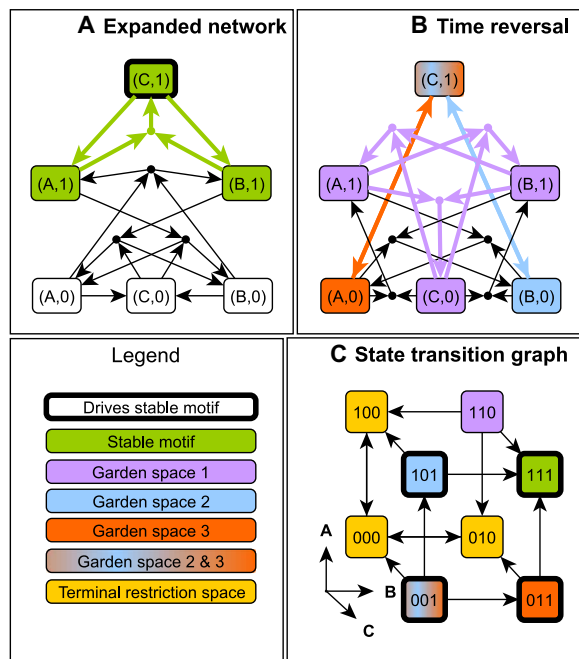 A Expanded network
(C,1)
(A,1)
(B,1)
(A,0)
(C,0)
(B,0)
B Time reversal
(C,1)
(A,1)
(B,1)
(A,0)
(C,0)
(B,0)
Legend
Drives stable motif
Stable motif
Garden space 1
Garden space 2
Garden space 3
Garden space 2 & 3
Terminal restriction space
C State transition graph
100
110
101
111
000
010
001
011
A
B
C